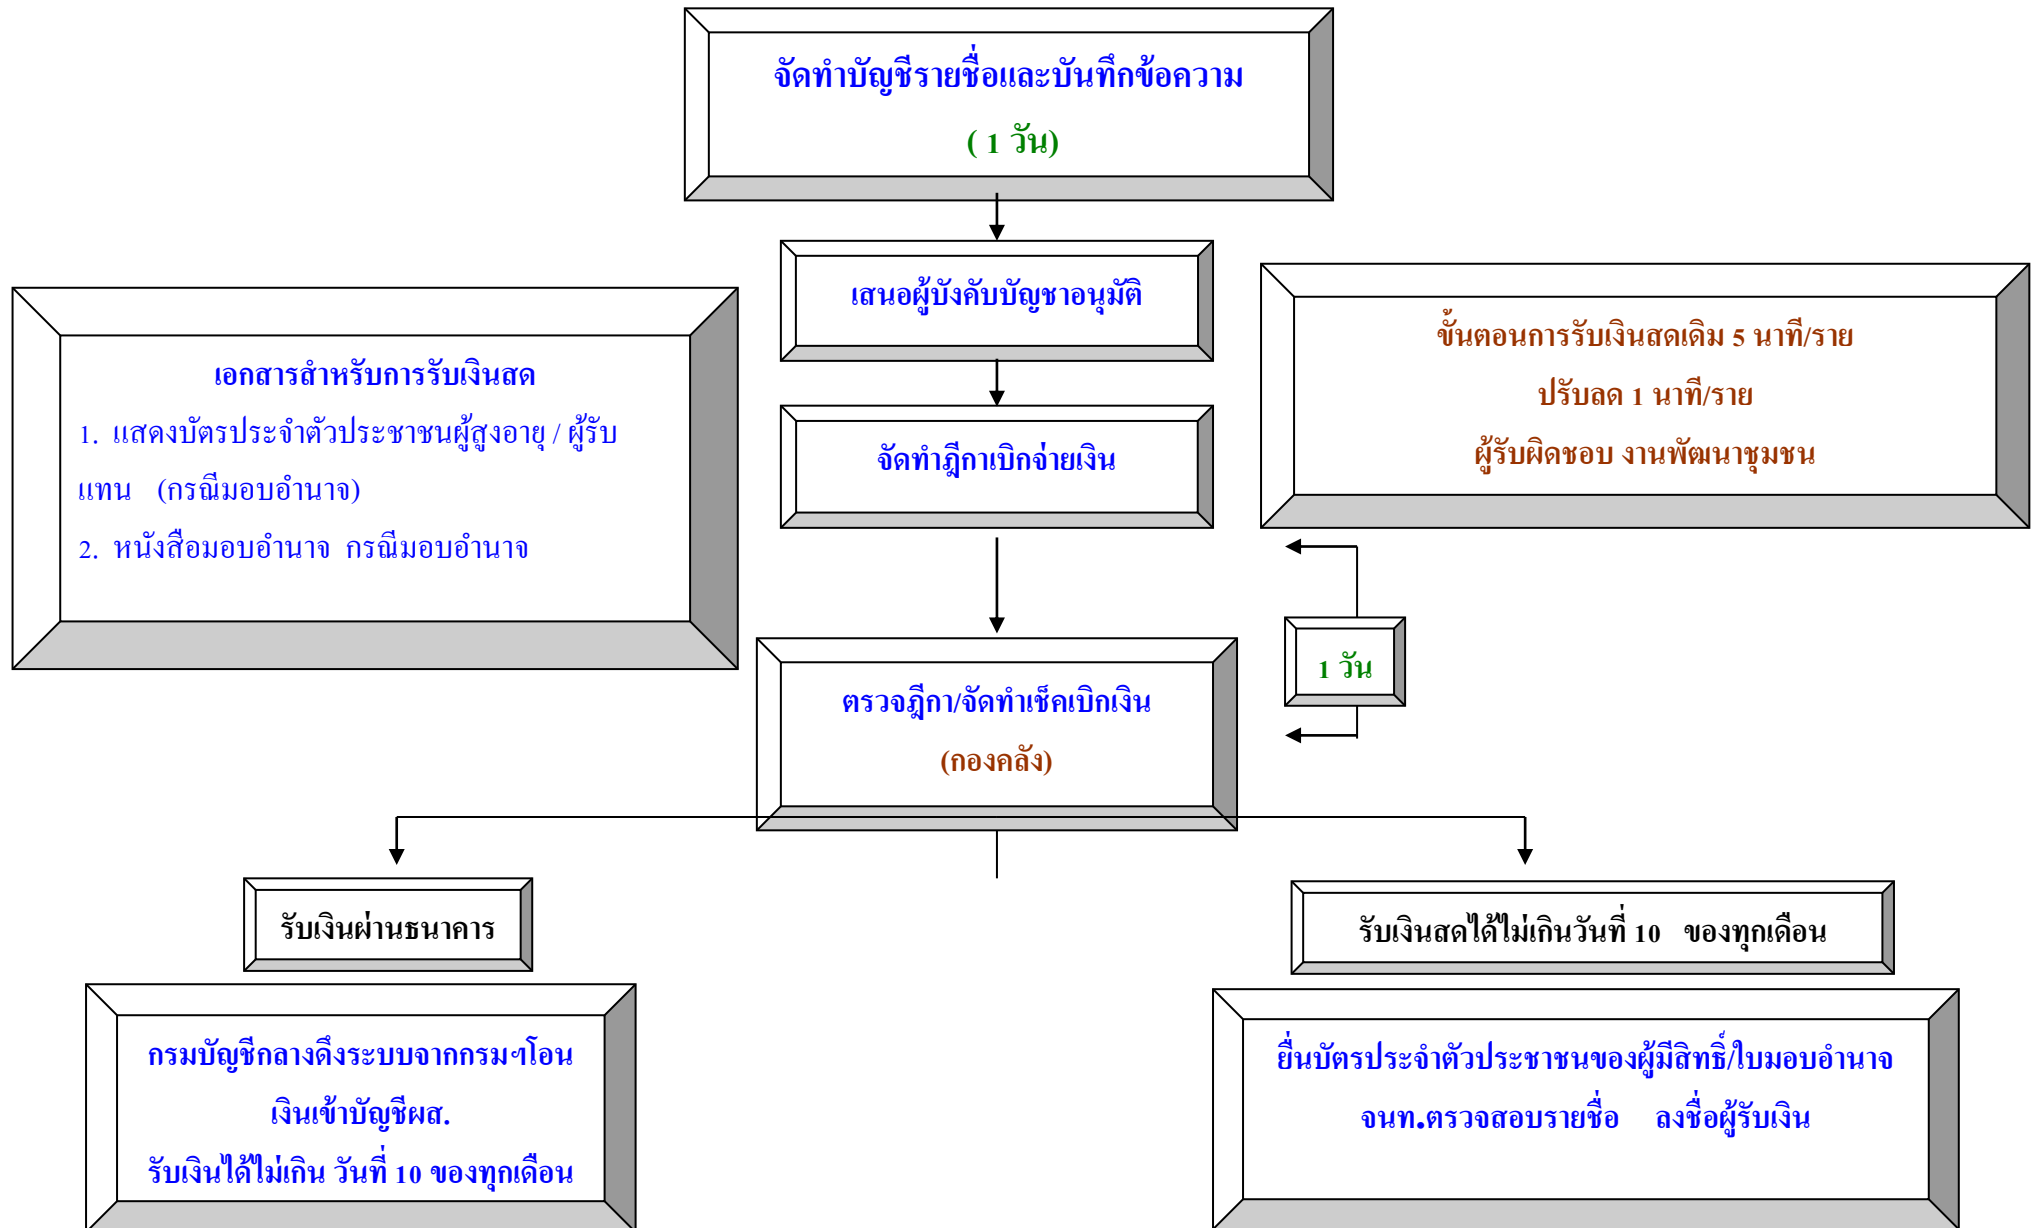 จัดทำบัญชีรายชื่อและบันทึกข้อความ
( 1 วัน)
เสนอผู้บังคับบัญชาอนุมัติ
เอกสารสำหรับการรับเงินสด
1. แสดงบัตรประจำตัวประชาชนผู้สูงอายุ / ผู้รับ
แทน (กรณีมอบอำนาจ)
2. หนังสือมอบอำนาจ กรณีมอบอำนาจ
ขั้นตอนการรับเงินสดเดิม 5 นาที/ราย
ปรับลด 1 นาที/ราย
ผู้รับผิดชอบ งานพัฒนาชุมชน
จัดทำฎีกาเบิกจ่ายเงิน
1 วัน
ตรวจฎีกา/จัดทำเช็คเบิกเงิน
(กองคลัง)
รับเงินผ่านธนาคาร
รับเงินสดได้ไม่เกินวันที่ 10 ของทุกเดือน
กรมบัญชีกลางดึงระบบจากกรมฯโอน
เงินเข้าบัญชีผส.
รับเงินได้ไม่เกิน วันที่ 10 ของทุกเดือน
ยื่นบัตรประจำตัวประชาชนของผู้มีสิทธิ์/ใบมอบอำนาจ
จนท.ตรวจสอบรายชื่อ ลงชื่อผู้รับเงิน